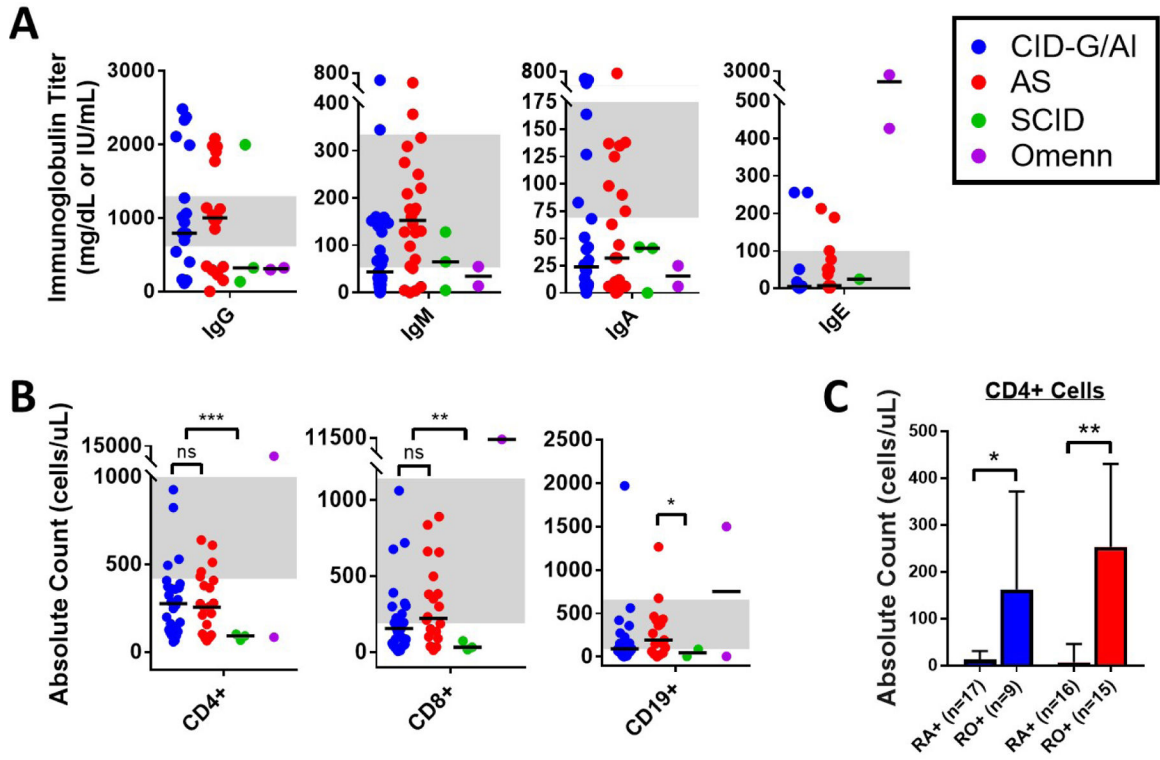 A
Immunoglobulin Titer
(mg/dL or IU/mL)
3000
2000
1000
0
IgG
800
400
300
200
100
0
IgM
800
175
150
125
100
75
50
25
0
IgA
3000
500
400
300
200
100
0
IgE
CID-G/AI
AS
SCID
Omenn
B
Absolute Count (cells/uL)
15000
1000
500
0
***
ns
CD4+
11500
1000
500
0
**
ns
CD8+
2500
2000
1500
1000
500
0
*
CD19+
C
CD4+ Cells
Absolute Count (cells/uL)
500
400
300
200
100
0
*
**
RA+ (n=17)
RO+ (n=9)
RA+ (n=16)
RO+ (n=15)